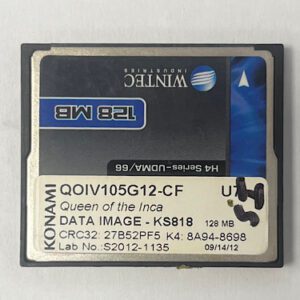 WINTEC
INDUSTRIES
128 MB
H4 Series-UDMA/66
KONAMI
QOIV105G12-CF
Queen of the Inca
DATA IMAGE - KS818 128 MB
CRC32: 27B52PF5 K4: 8A94-8698
Lab No.:S2012-1135 09/14/12